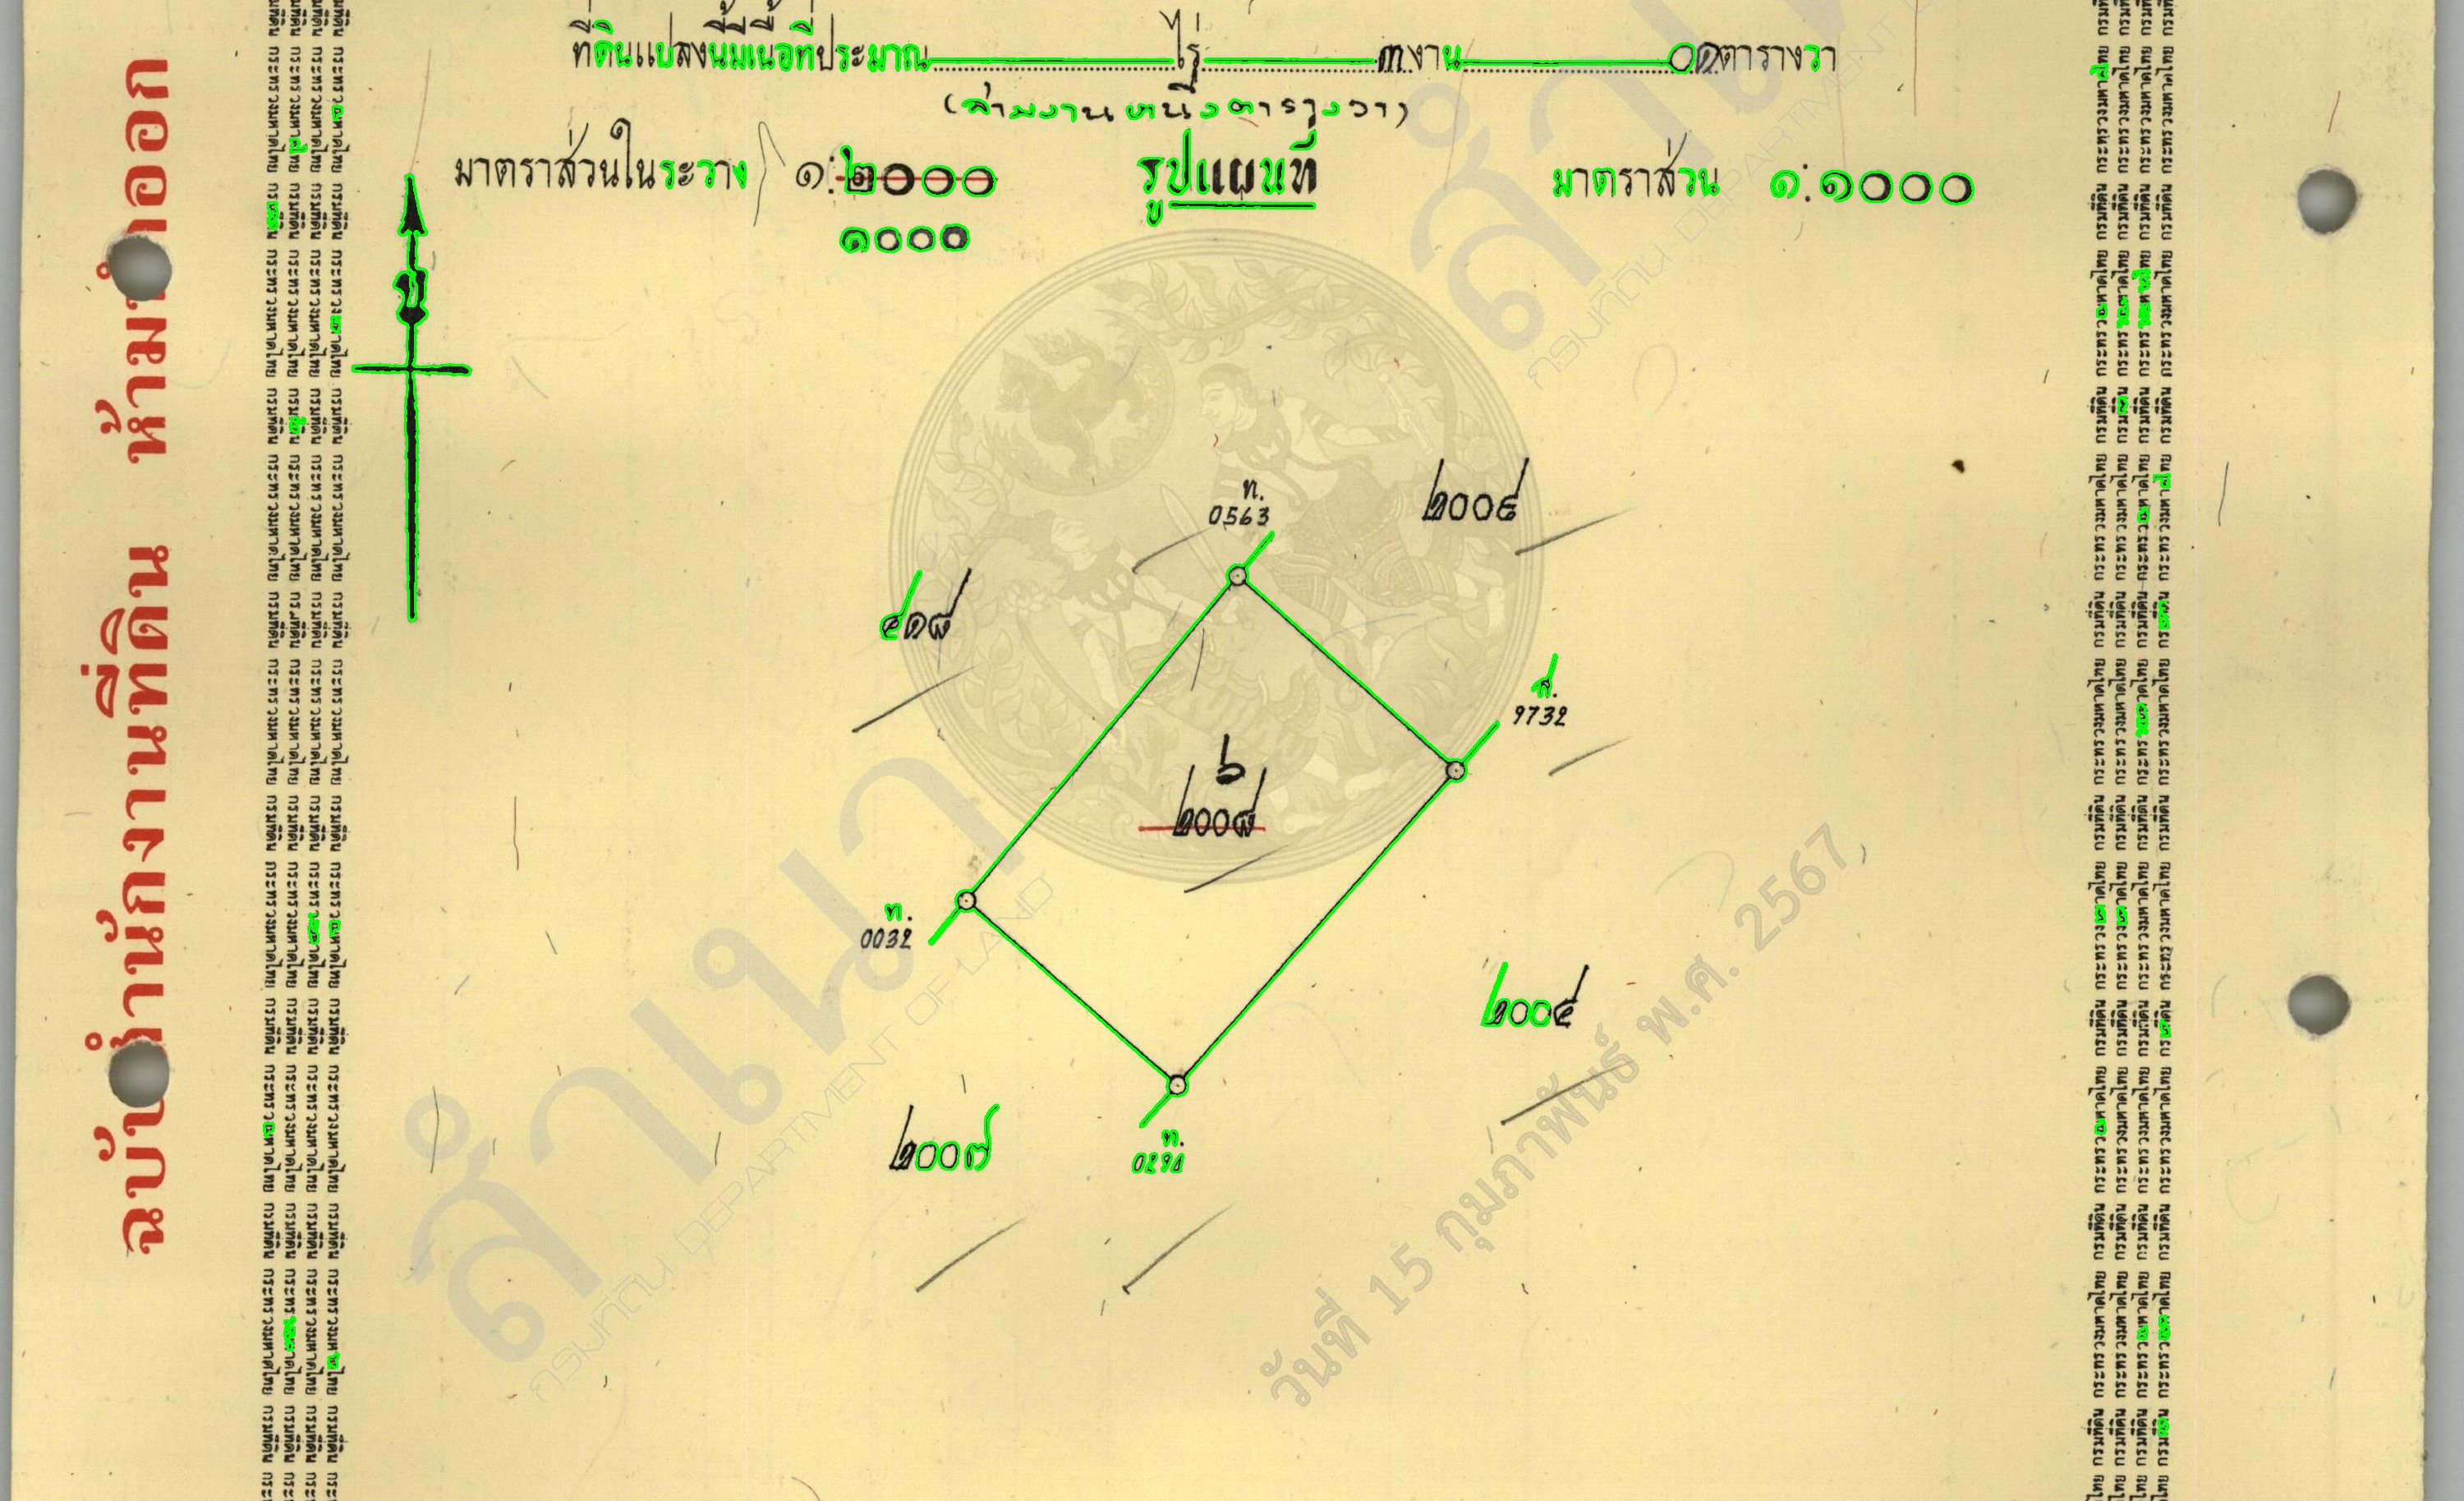 ที่ดินแปลงนี้มีเนื้อที่ประมาณ ไร่ ๓ งาน ๐๑ ตารางวา
(สามงานหนึ่งตารางวา)
มาตราส่วนในระวาง ๑:๒๐๐๐
๑๐๐๐
รูปแผนที่
มาตราส่วน ๑:๑๐๐๐
น
ท.
0563
๒๐๐๙
๕๑๘
ส.
9732
๖
๒๐๐๘
ท.
0032
๒๐๐๕
๒๐๐๗
ท.
ฉบับสำนักงานที่ดิน ห้ามนำออก
กรมที่ดิน กระทรวงมหาดไทย
สำเนา
กรมที่ดิน DEPARTMENT OF LAND
วันที่ 15 กุมภาพันธ์ พ.ศ. 2567